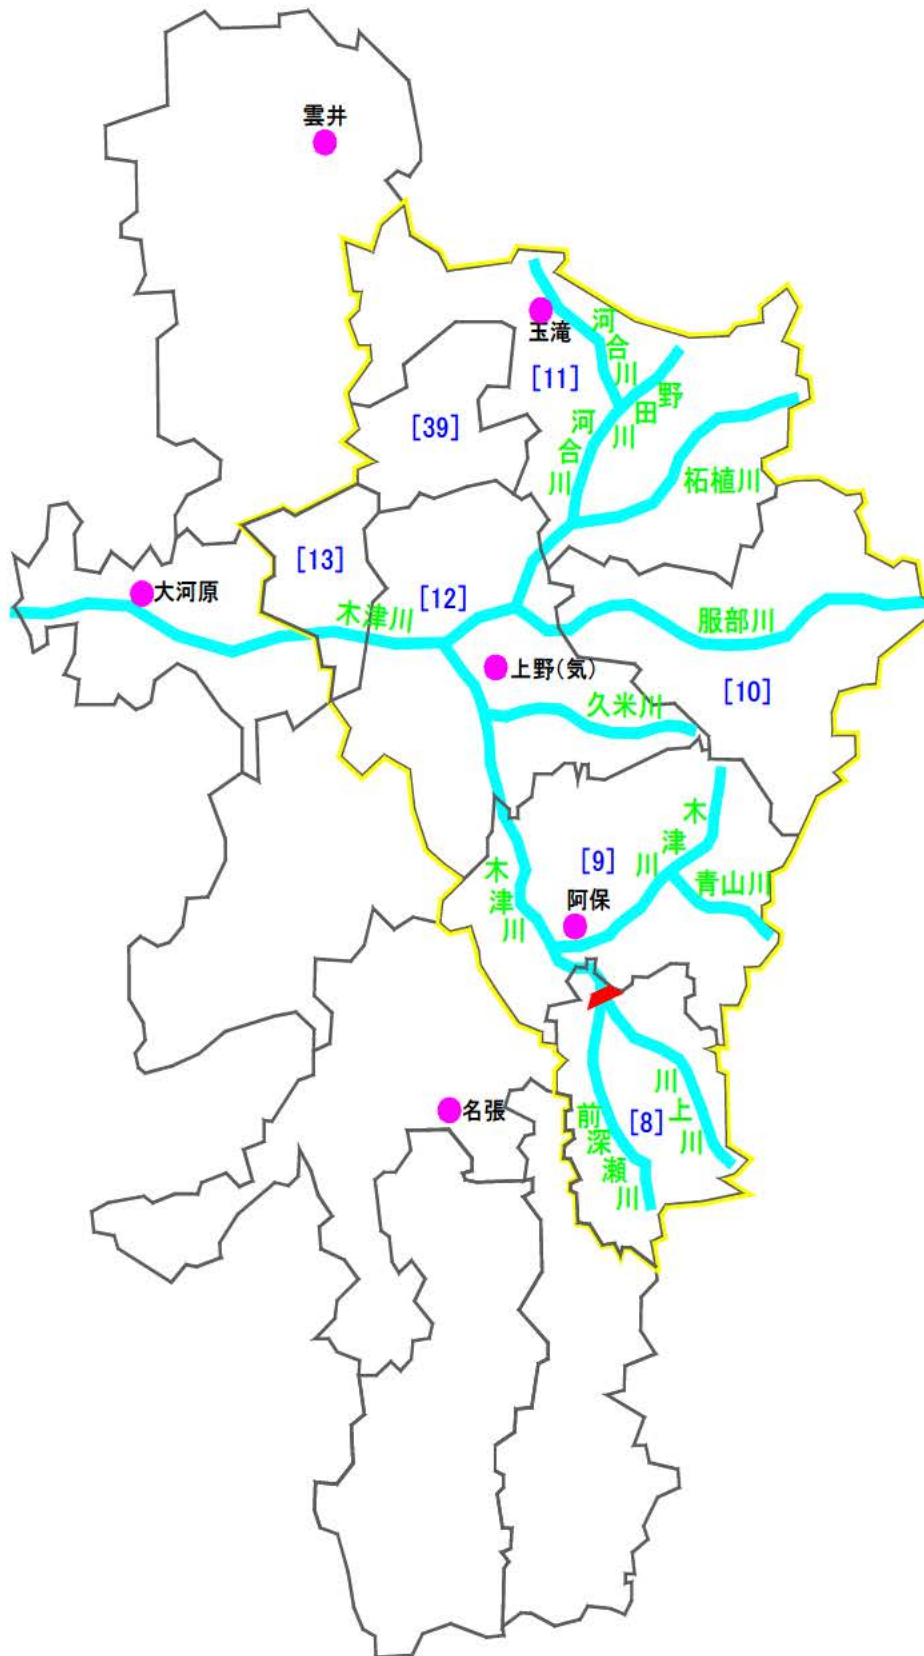 雲井
玉滝
河合川
[11]
野田川
[39]
河合川
柘植川
[13]
大河原
[12]
木津川
服部川
上野(気)
[10]
久米川
木津川
[9]
青山川
木津川
阿保
川上川
名張
前深瀬川
[8]